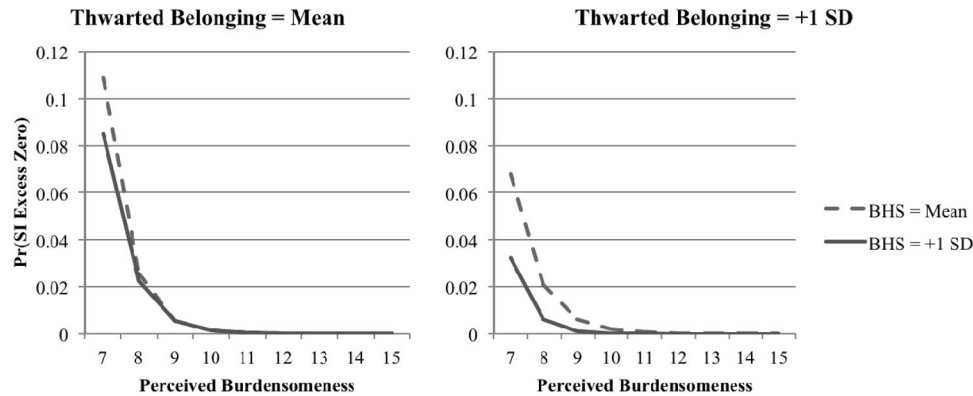 Thwarted Belonging = Mean
Thwarted Belonging = +1 SD
Pr(SI Excess Zero)
0.12
0.1
0.08
0.06
0.04
0.02
0
7 8 9 10 11 12 13 14 15
Perceived Burdensomeness
0.12
0.1
0.08
0.06
0.04
0.02
0
7 8 9 10 11 12 13 14 15
Perceived Burdensomeness
BHS = Mean
BHS = +1 SD